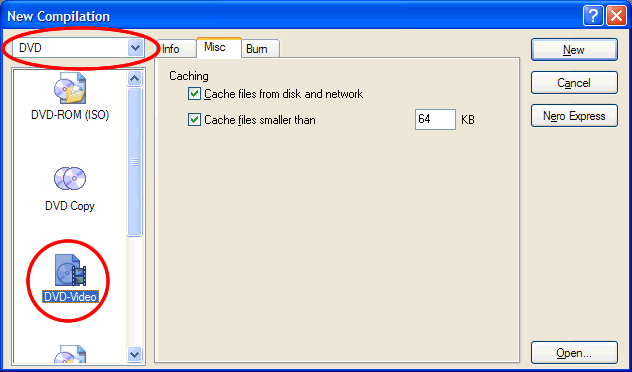 New Compilation
DVD
Info
Misc
Burn
New
Cancel
Nero Express
DVD-ROM (ISO)
DVD Copy
DVD-Video
Caching
Cache files from disk and network
Cache files smaller than 64 KB
Open...